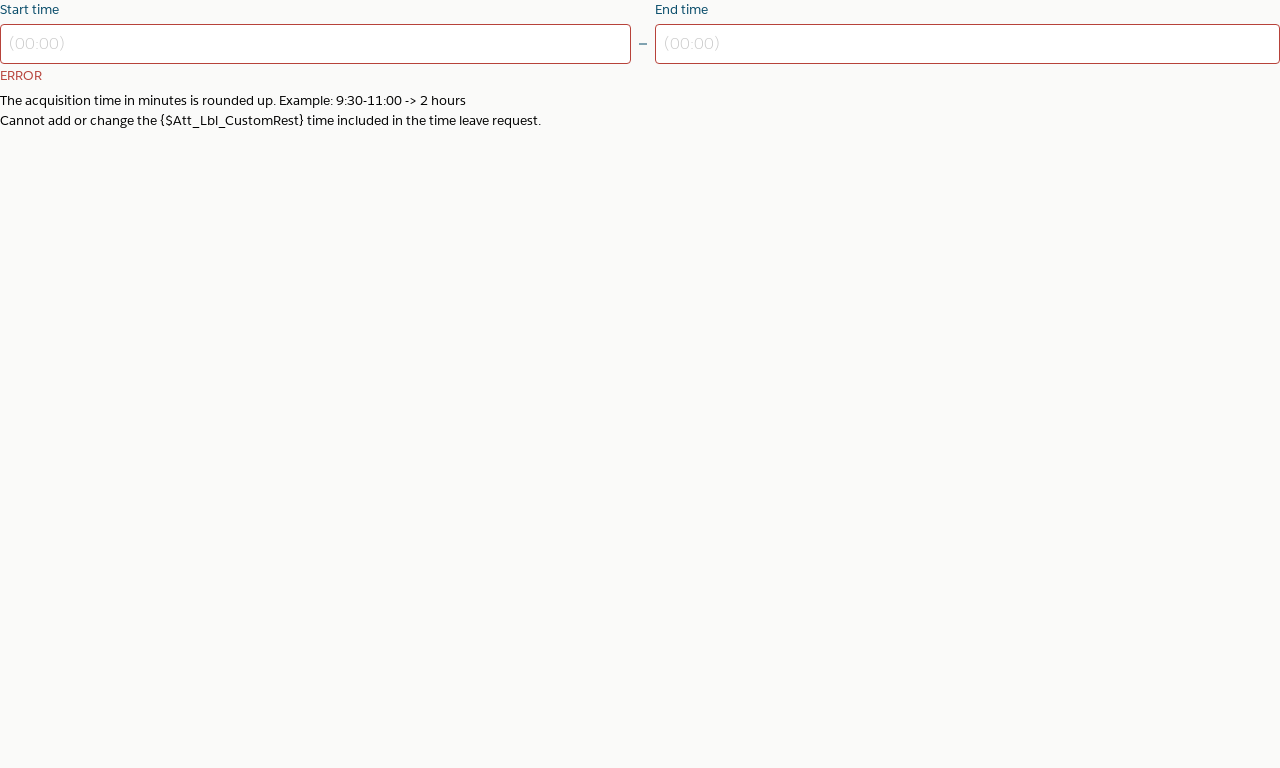 Start time
End time
(00:00)
–
(00:00)
ERROR
The acquisition time in minutes is rounded up. Example: 9:30-11:00 -> 2 hours
Cannot add or change the {$Att_Lbl_CustomRest} time included in the time leave request.